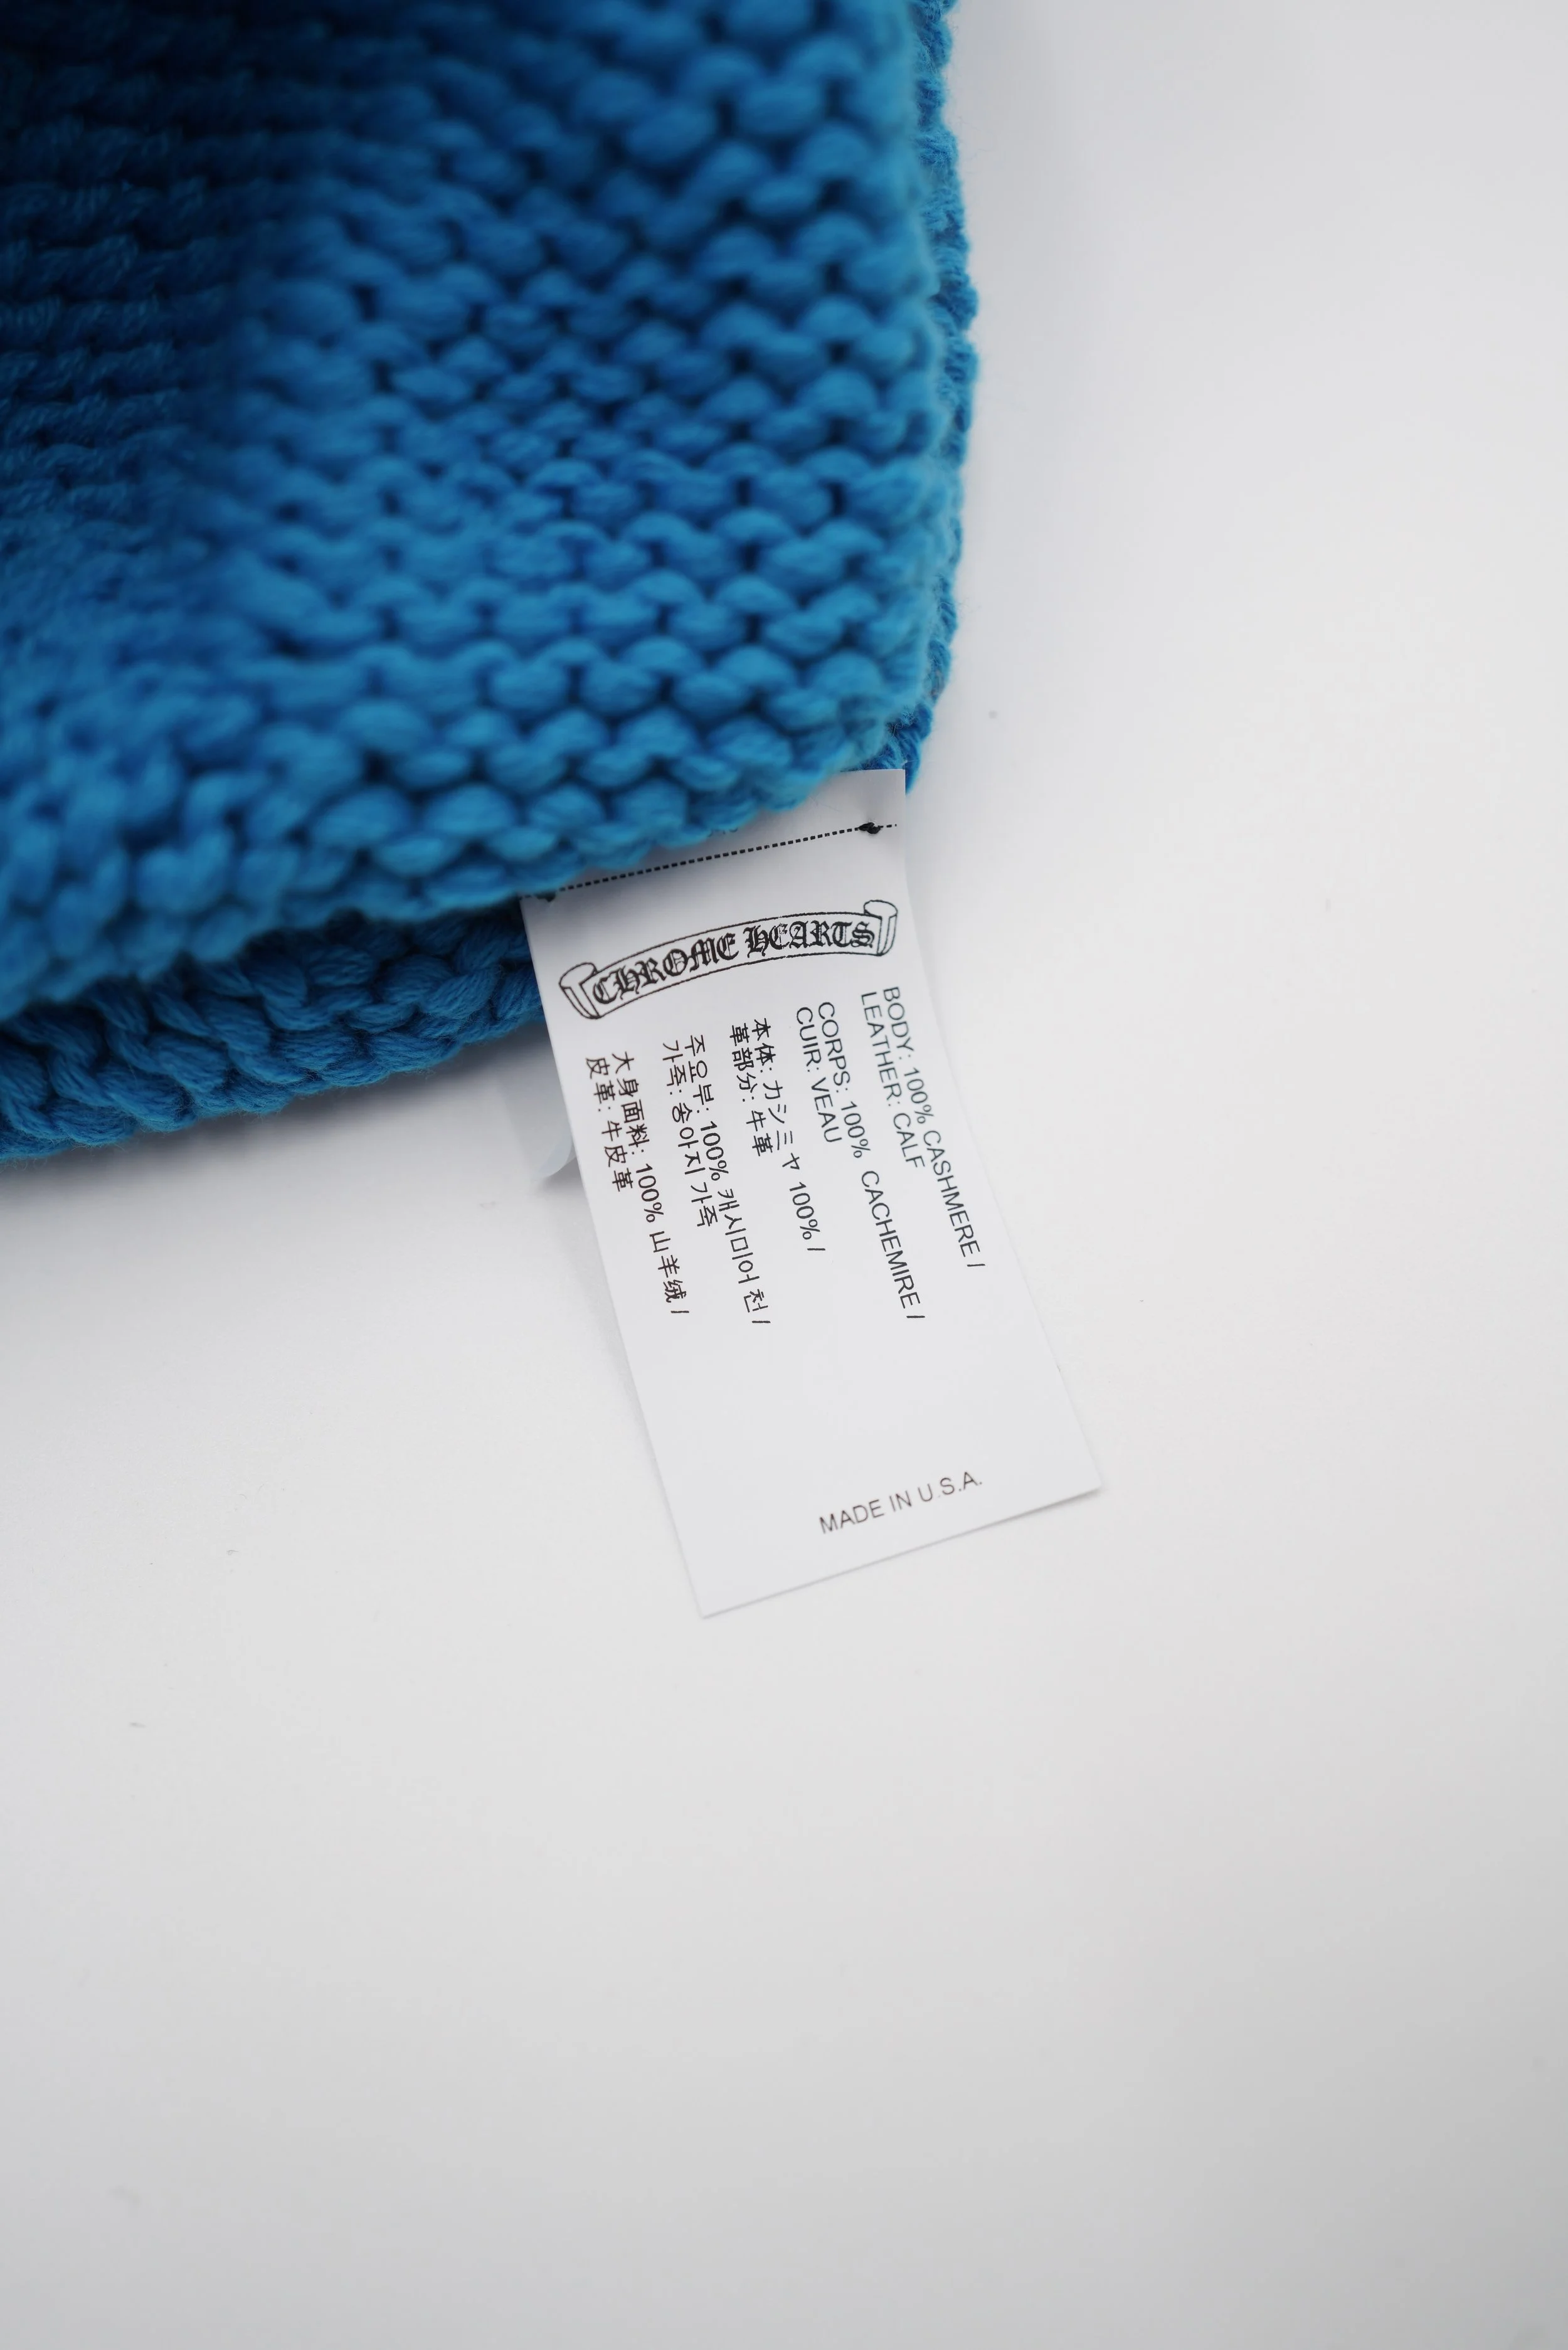 CHROME HEARTS
BODY: 100% CASHMERE /
LEATHER: CALF
CORPS: 100% CACHEMIRE /
CUIR: VEAU
本体: カシミヤ 100% /
革部分: 牛革
주요부: 100% 캐시미어 천 /
가죽: 송아지 가죽
大身面料: 100% 山羊绒 /
皮革: 牛皮革
MADE IN U.S.A.